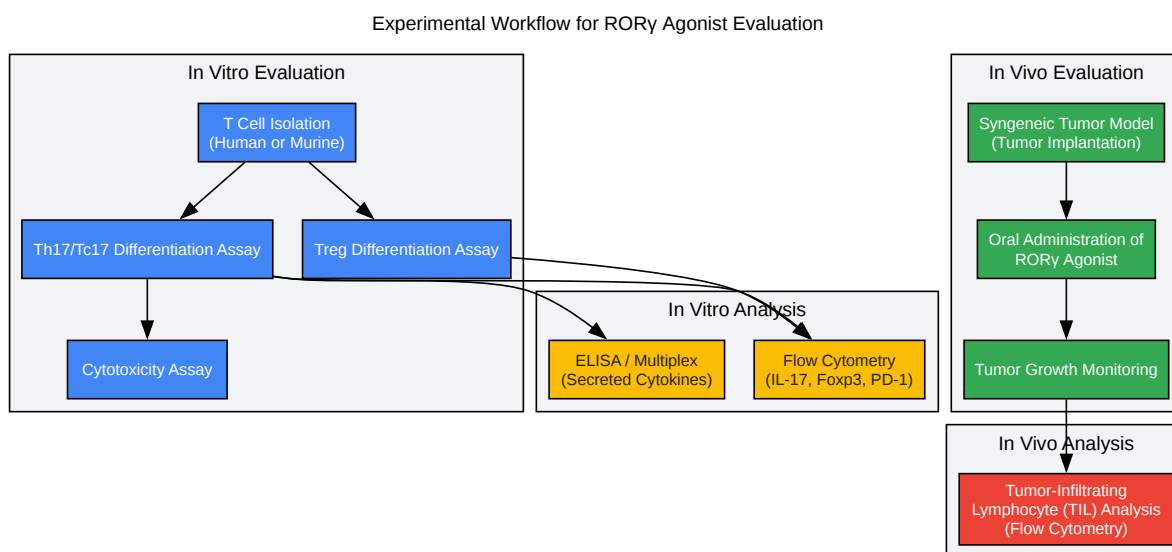 Experimental Workflow for RORγ Agonist Evaluation
In Vitro Evaluation
T Cell Isolation
(Human or Murine)
Th17/Tc17 Differentiation Assay
Treg Differentiation Assay
Cytotoxicity Assay
In Vitro Analysis
ELISA / Multiplex
(Secreted Cytokines)
Flow Cytometry
(IL-17, Foxp3, PD-1)
In Vivo Evaluation
Syngeneic Tumor Model
(Tumor Implantation)
Oral Administration of
RORγ Agonist
Tumor Growth Monitoring
In Vivo Analysis
Tumor-Infiltrating
Lymphocyte (TIL) Analysis
(Flow Cytometry)